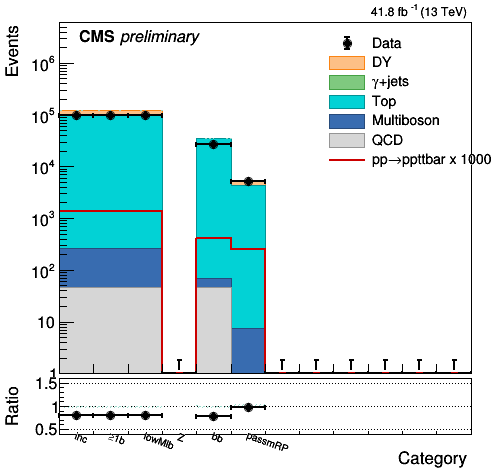 41.8 fb⁻¹ (13 TeV)
CMS preliminary
Events
Data
DY
γ+jets
Top
Multiboson
QCD
pp→ppttbar x 1000
10⁶
10⁵
10⁴
10³
10²
10
1
Ratio
1.5
1
0.5
inc ≥1b lowMlb Z bb passmRP
Category